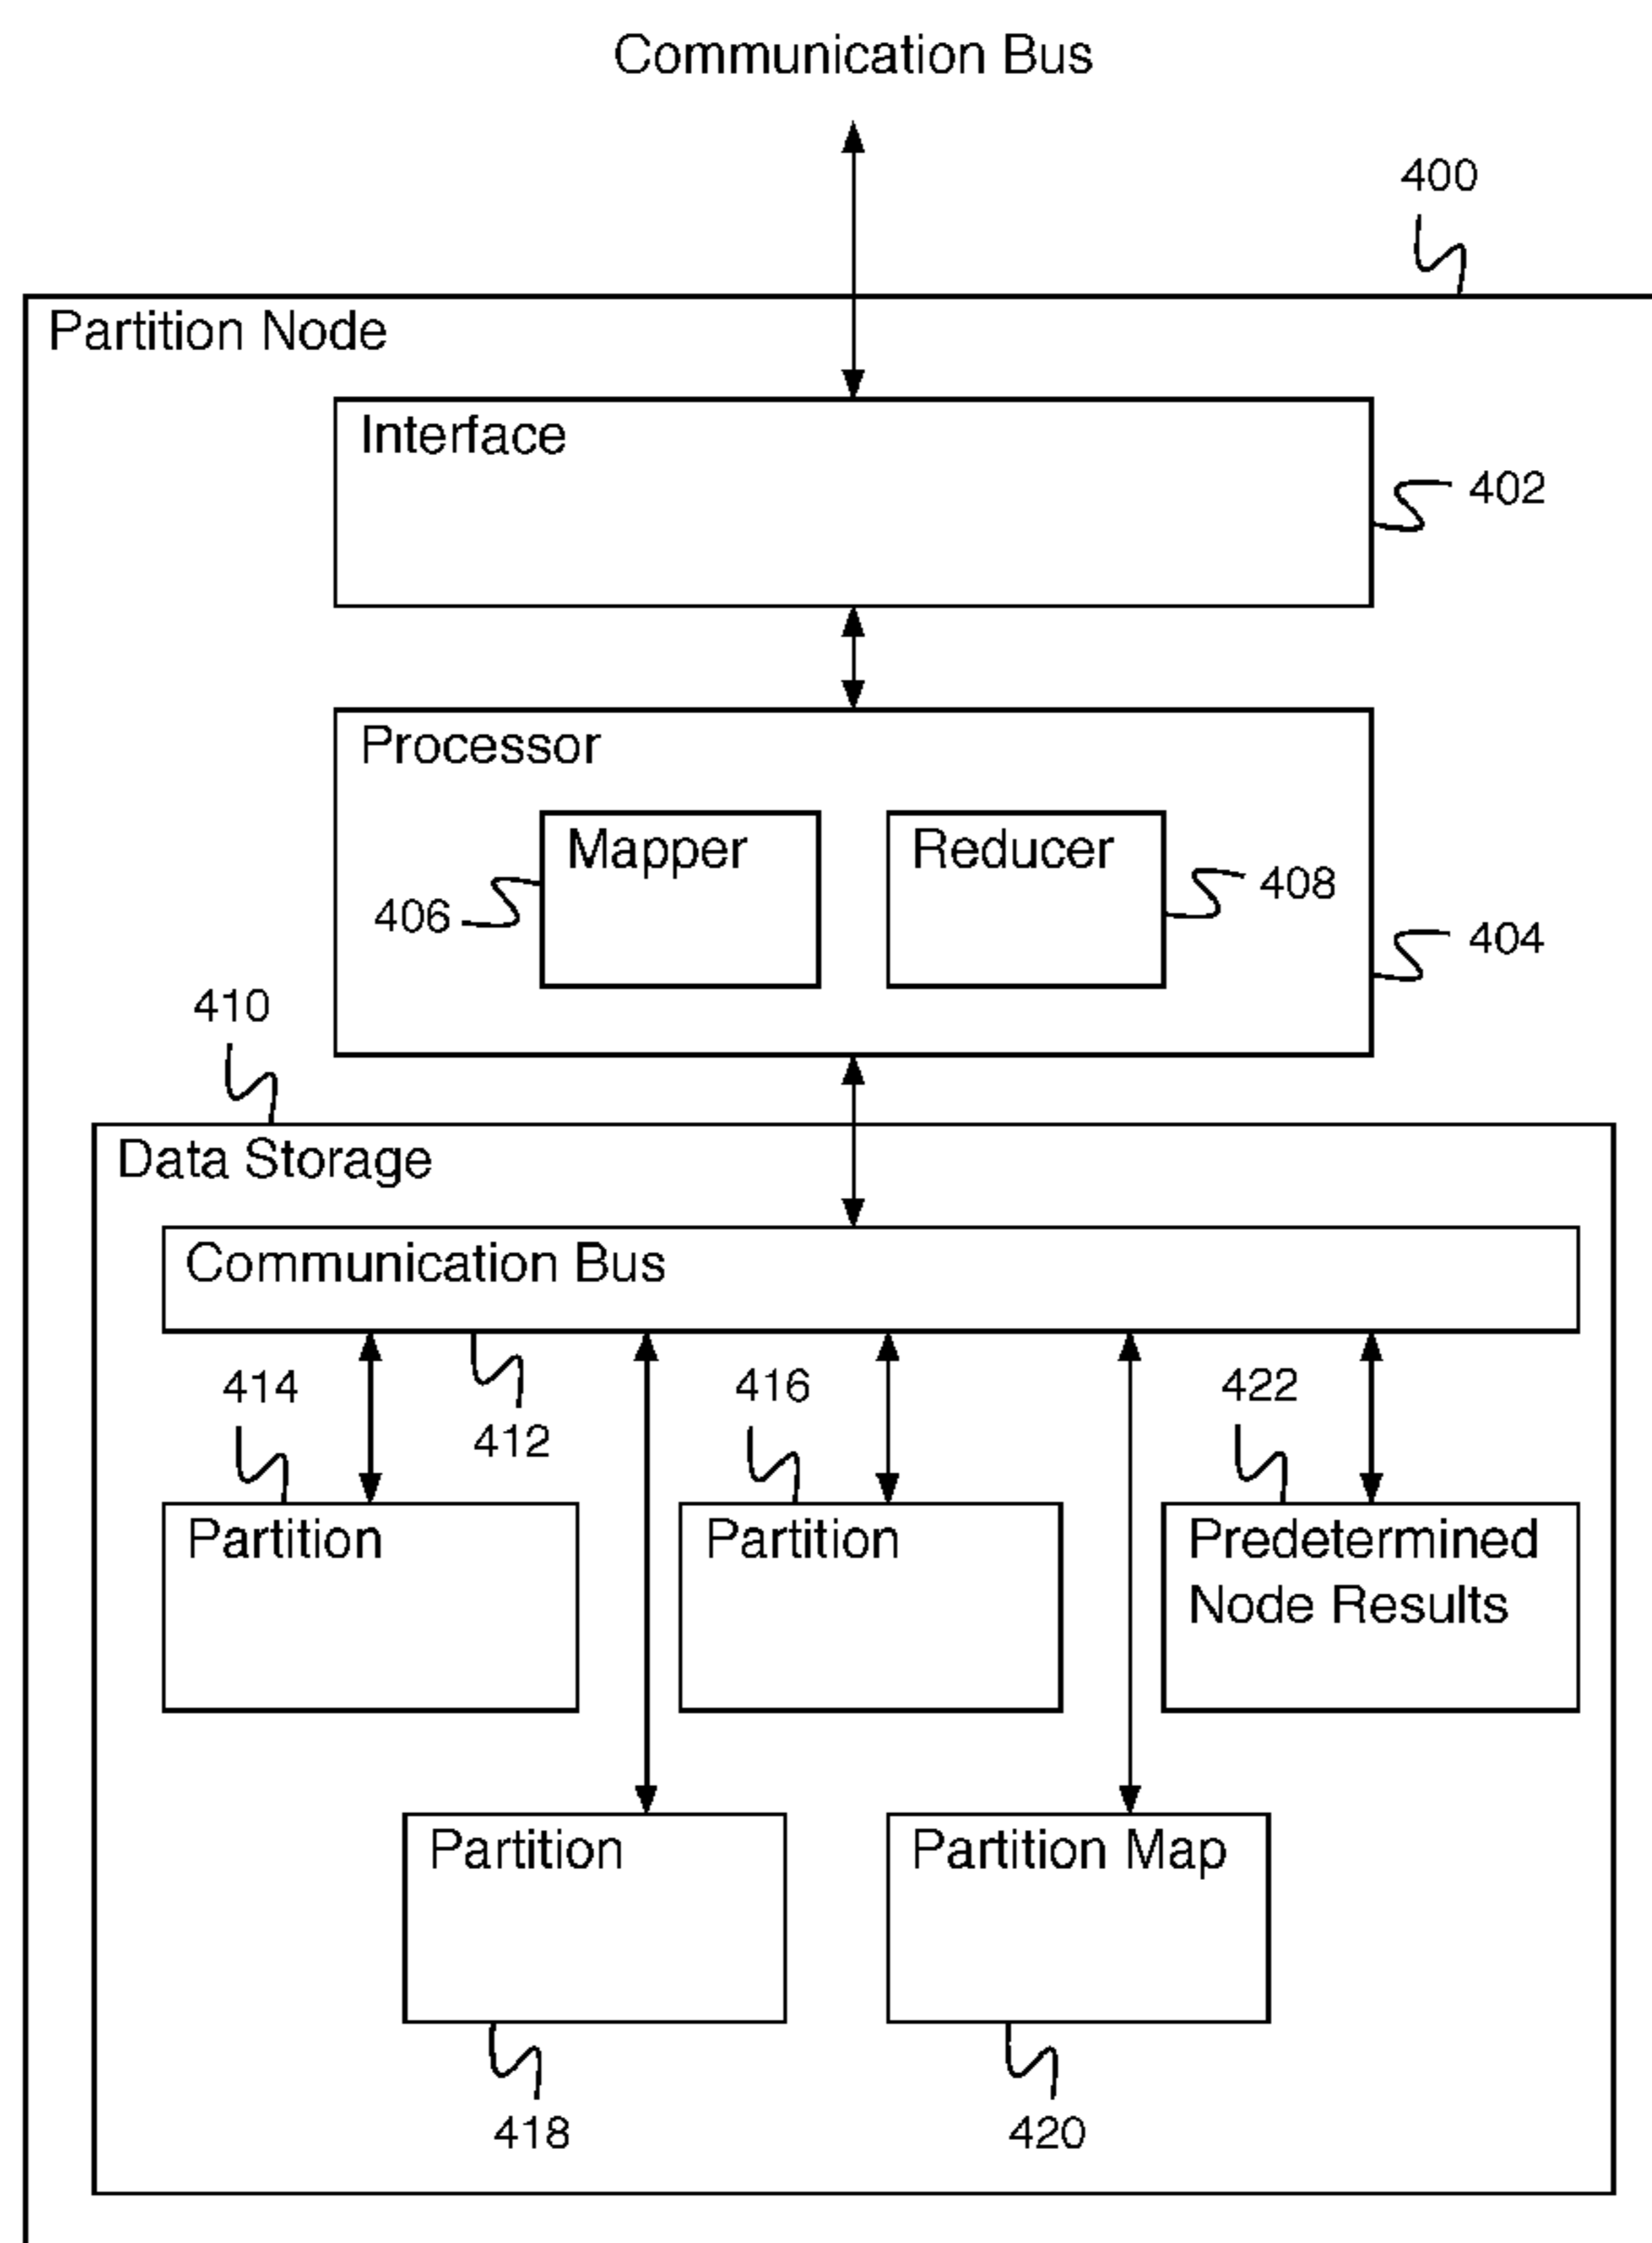 Communication Bus
400
Partition Node
Interface
402
Processor
Mapper
Reducer
406
408
404
410
Data Storage
Communication Bus
414
412
416
422
Partition
Partition
Predetermined
Node Results
Partition
Partition Map
418
420